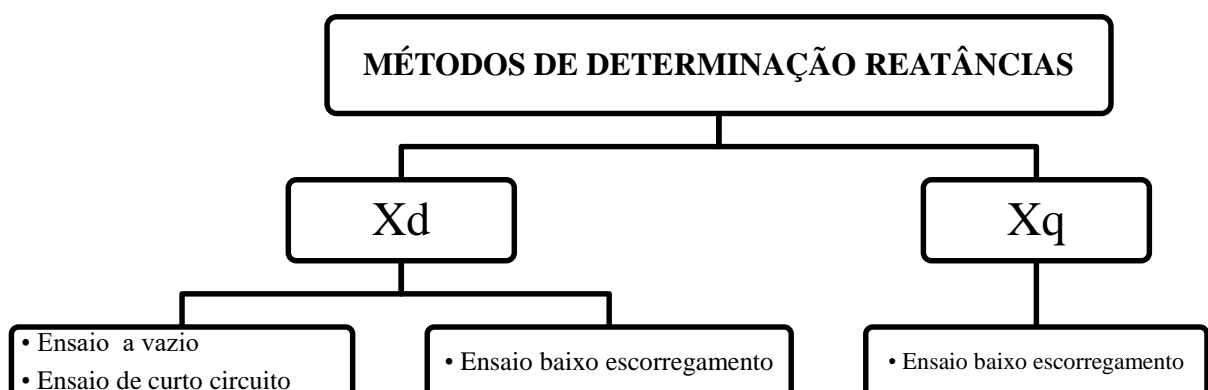 MÉTODOS DE DETERMINAÇÃO REATÂNCIAS
Xd
Xq
• Ensaio a vazio
• Ensaio de curto circuito
• Ensaio baixo escorregamento
• Ensaio baixo escorregamento